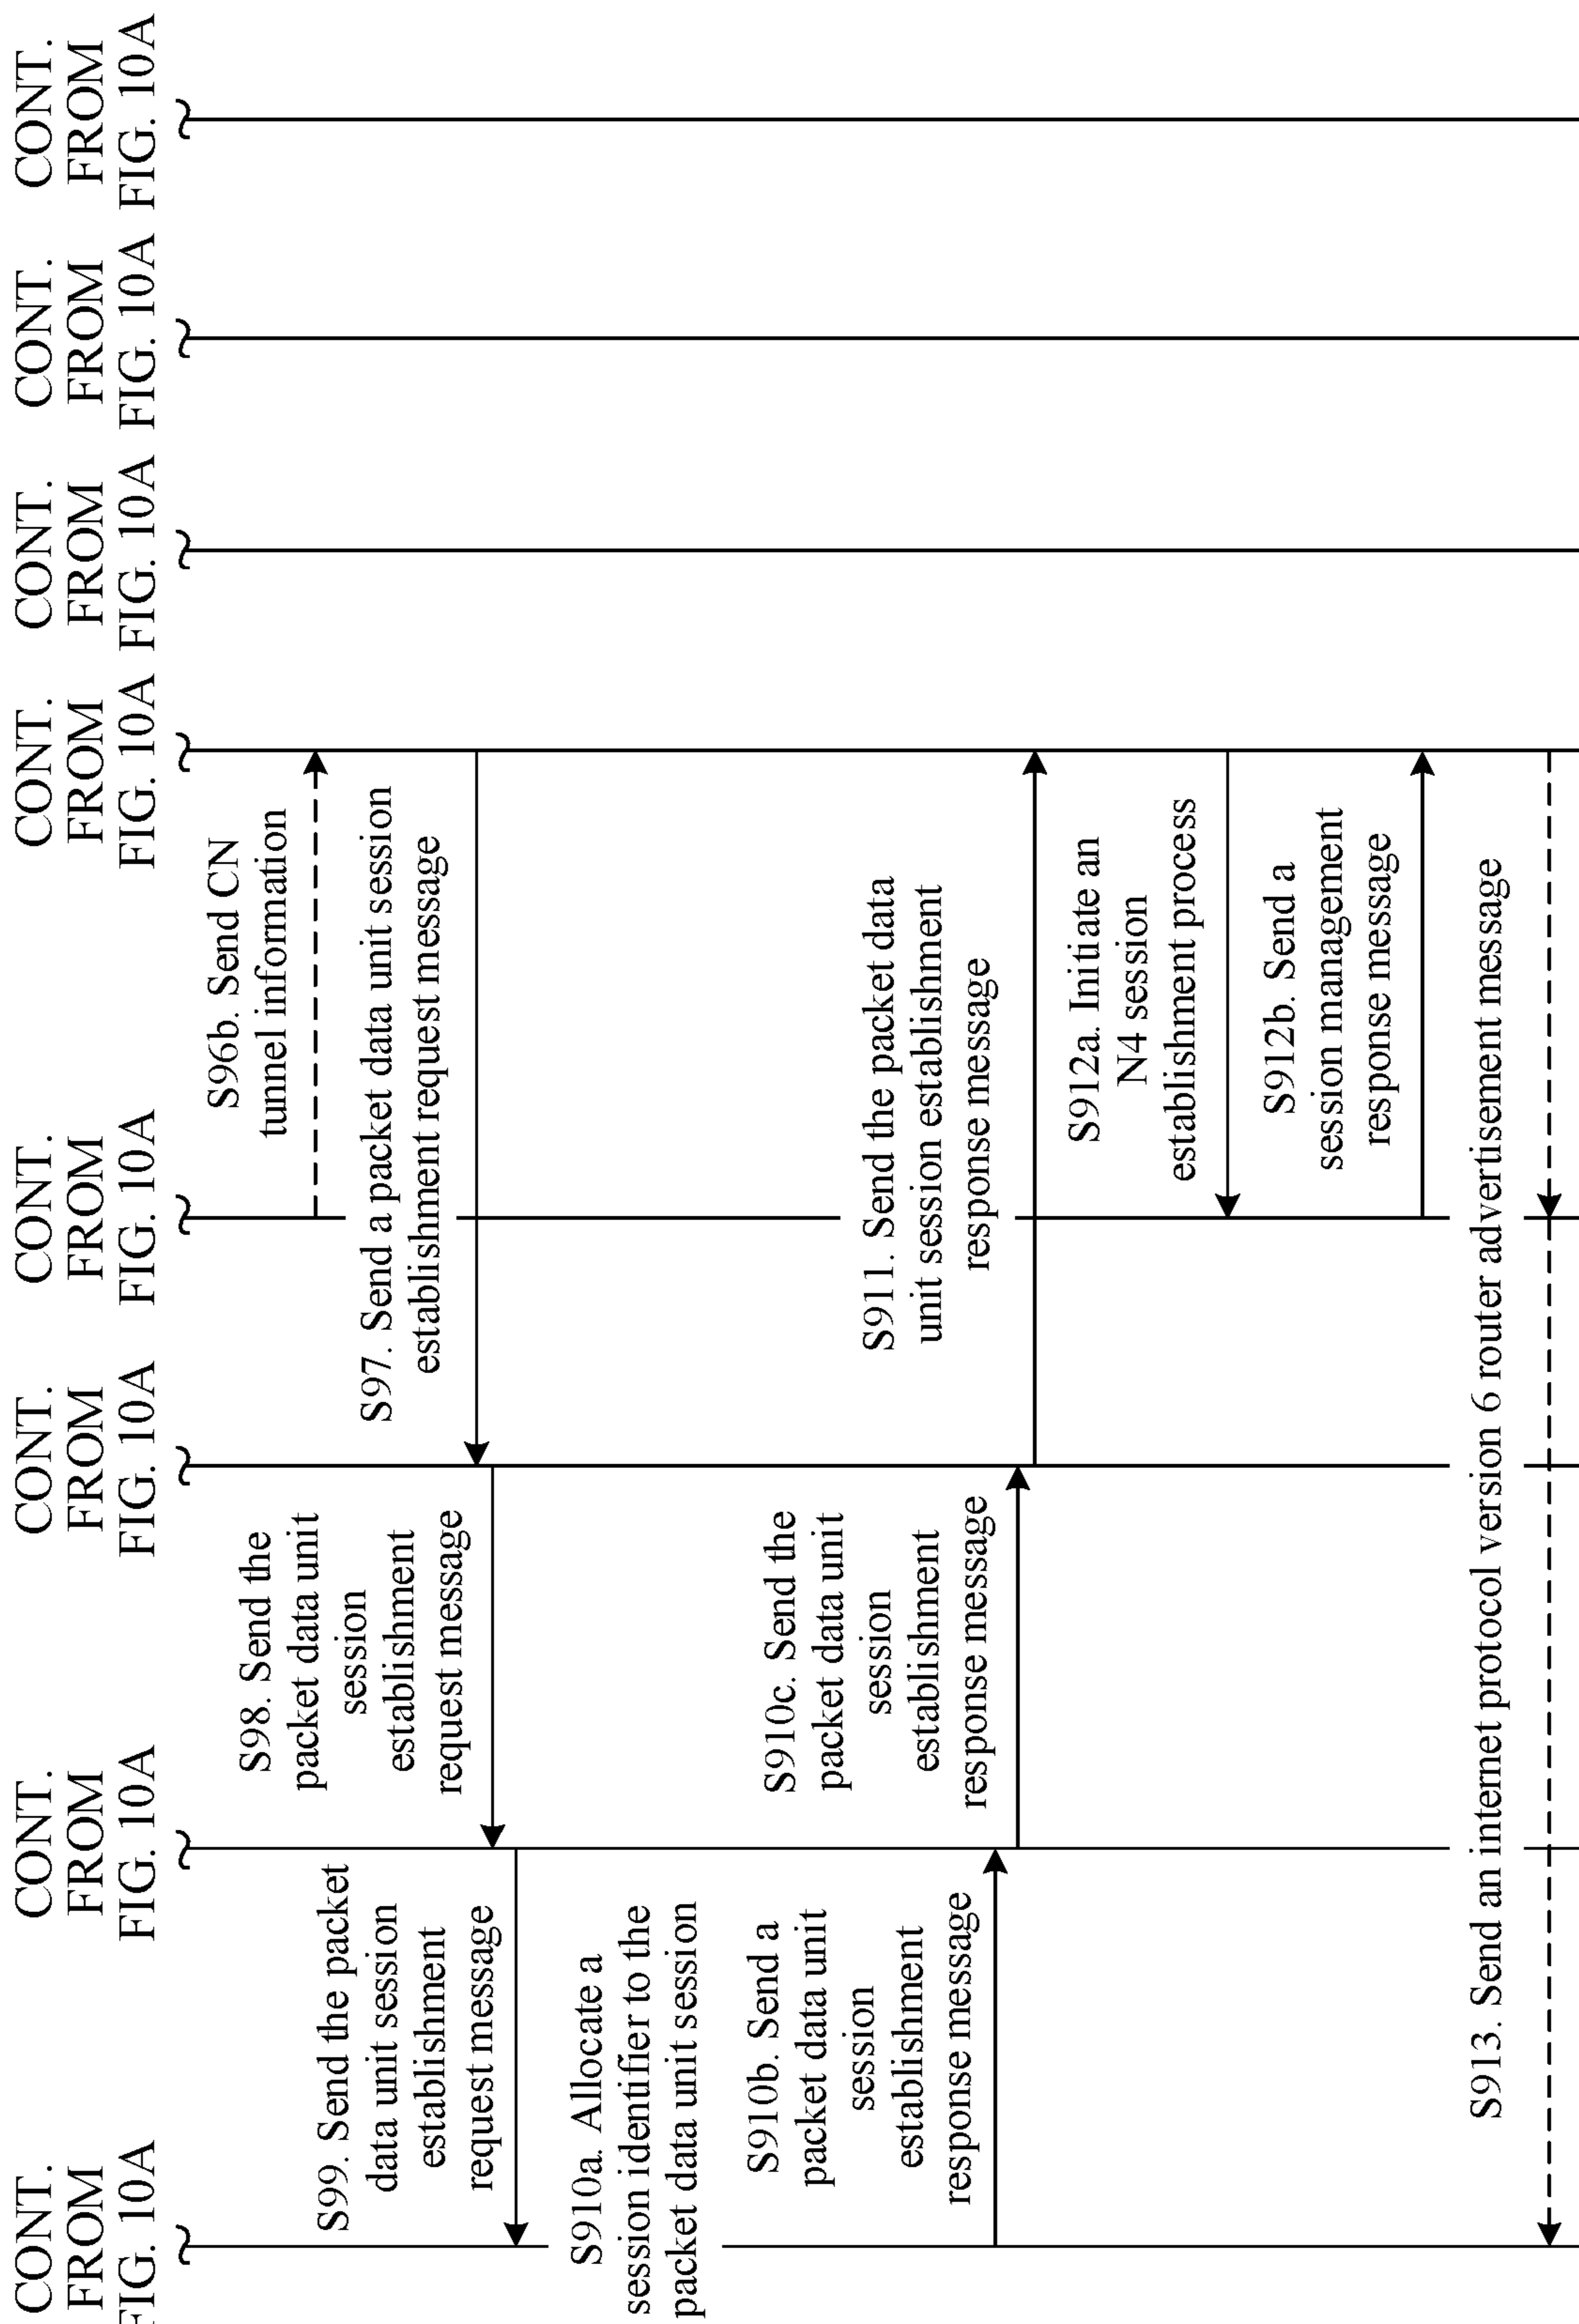 CONT.
FROM
FIG. 10A
CONT.
FROM
FIG. 10A
CONT.
FROM
FIG. 10A
CONT.
FROM
FIG. 10A
CONT.
FROM
FIG. 10A
CONT.
FROM
FIG. 10A
CONT.
FROM
FIG. 10A
CONT.
FROM
FIG. 10A
S96b. Send CN
tunnel information
S97. Send a packet data unit session
establishment request message
S98. Send the
packet data unit
session
establishment
request message
S99. Send the packet
data unit session
establishment
request message
S910a. Allocate a
session identifier to the
packet data unit session
S910b. Send a
packet data unit
session
establishment
response message
S910c. Send the
packet data unit
session
establishment
response message
S911. Send the packet data
unit session establishment
response message
S912a. Initiate an
N4 session
establishment process
S912b. Send a
session management
response message
S913. Send an internet protocol version 6 router advertisement message